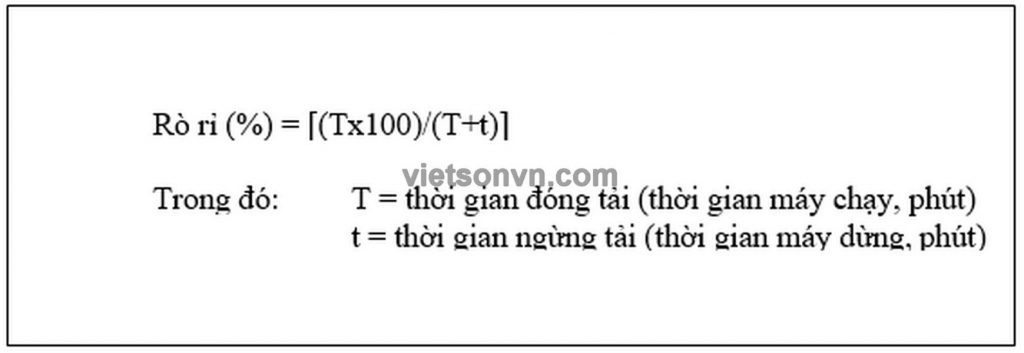 Rò rỉ (%) = ⌈(Tx100)/(T+t)⌉
vietsonvn.com
Trong đó: T = thời gian đóng tải (thời gian máy chạy, phút)
t = thời gian ngừng tải (thời gian máy dừng, phút)